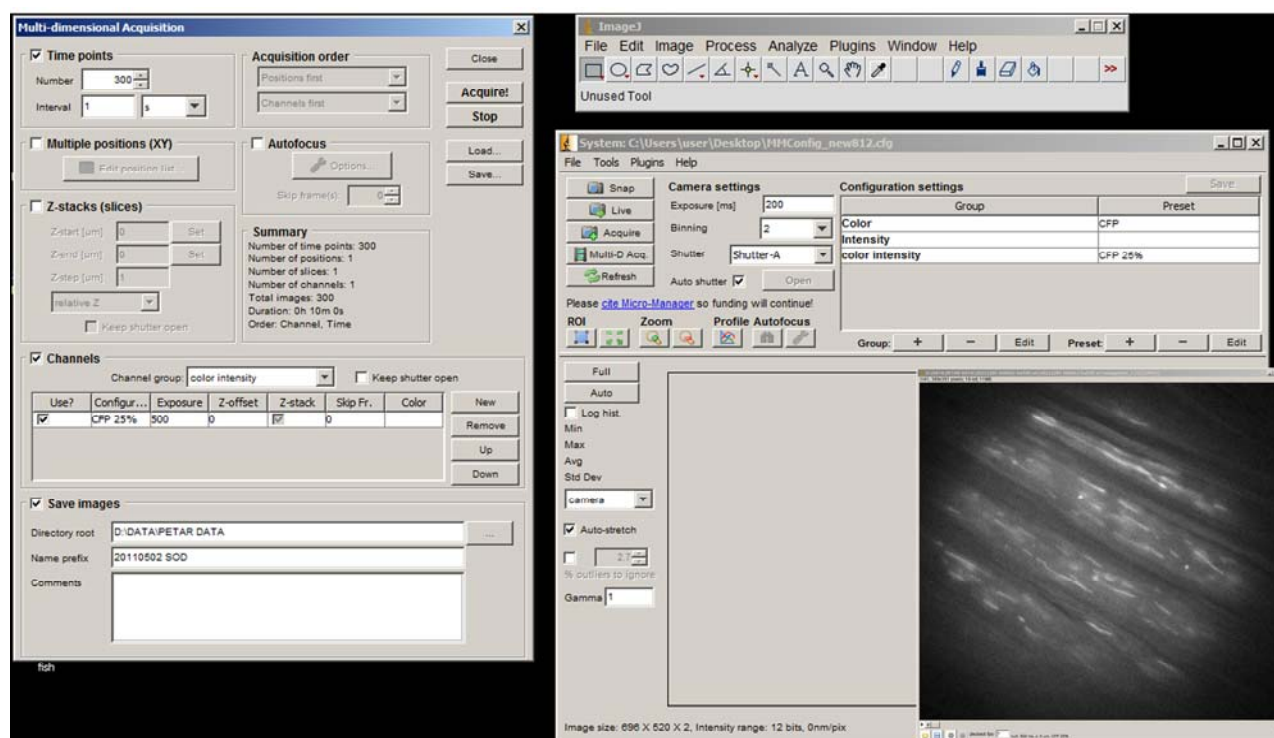 Multi-dimensional Acquisition
Time points
Number 300
Interval 1 s
Acquisition order
Positions first
Channels first
Close
Acquire!
Stop
Load...
Save...
Multiple positions (XY)
Edit position list...
Autofocus
Options...
Skip frame(s): 0
Z-stacks (slices)
Z-start [um] 0 Set
Z-end [um] 0 Set
Z-step [um] 1
relative Z
Keep shutter open
Summary
Number of time points: 300
Number of positions: 1
Number of slices: 1
Number of channels: 1
Total images: 300
Duration: 0h 10m 0s
Order: Channel, Time
Channels
Channel group: color intensity Keep shutter open
Use? Configur... Exposure Z-offset Z-stack Skip Fr. Color
CFP 25% 500 0 0
New
Remove
Up
Down
Save images
Directory root D:\DATA\PETAR DATA ...
Name prefix 20110502 SOD
Comments
fish
ImageJ
File Edit Image Process Analyze Plugins Window Help
A >>
Unused Tool
System: C:\Users\user\Desktop\MMConfig_new812.cfg
File Tools Plugins Help
Snap
Live
Acquire
Multi-D Acq.
Refresh
Camera settings
Exposure [ms] 200
Binning 2
Shutter Shutter-A
Auto shutter Open
Configuration settings Save
Group Preset
Color CFP
Intensity
color intensity CFP 25%
Please cite Micro-Manager so funding will continue!
ROI Zoom Profile Autofocus
Group: + - Edit Preset: + - Edit
Full
Auto
Log hist.
Min
Max
Avg
Std Dev
camera
Auto-stretch
2.7
% outliers to ignore
Gamma 1
Image size: 696 X 520 X 2, Intensity range: 12 bits, 0nm/pix